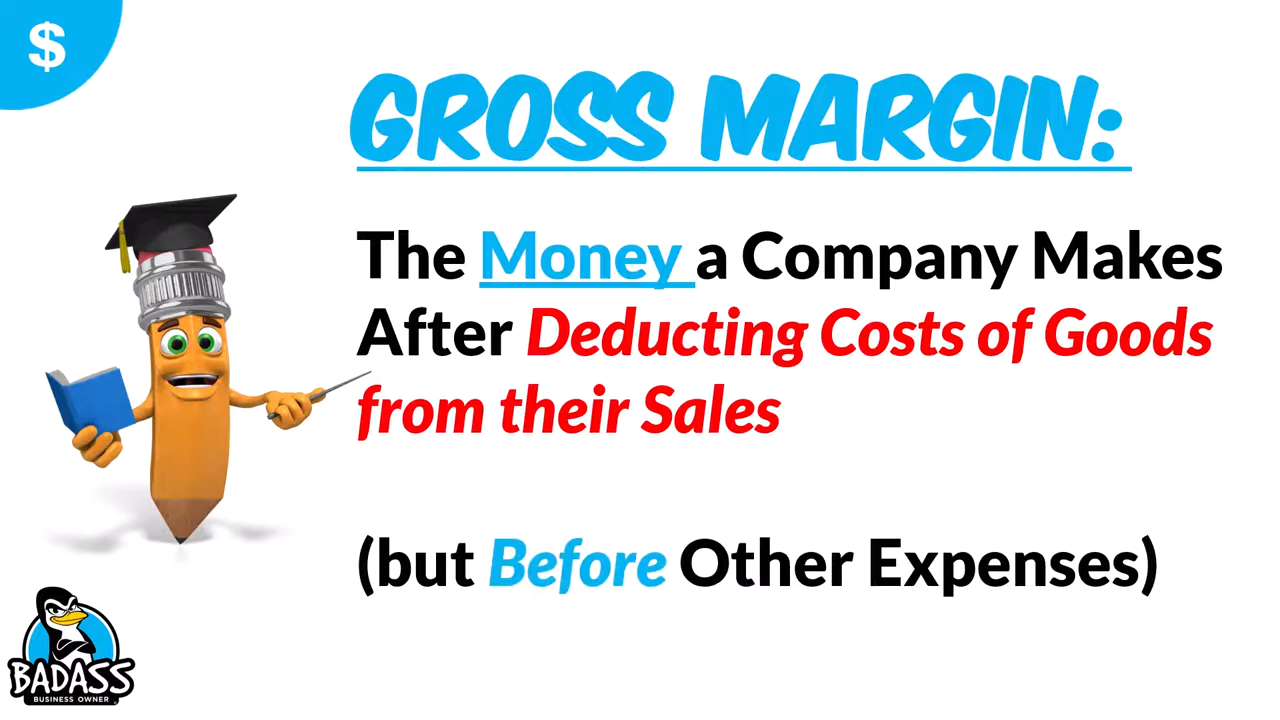 $
GROSS MARGIN:
The Money a Company Makes
After Deducting Costs of Goods
from their Sales
(but Before Other Expenses)
BADASS
BUSINESS OWNER